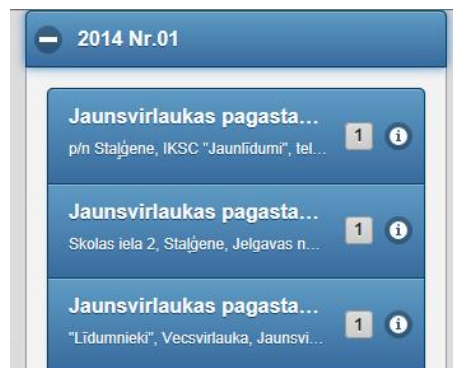 2014 Nr.01
Jaunsvirlaukas pagasta...
1
p/n Staļģene, IKSC "Jaunlīdumi", tel...
Jaunsvirlaukas pagasta...
1
Skolas iela 2, Staļģene, Jelgavas n...
Jaunsvirlaukas pagasta...
1
"Līdumnieki", Vecsvirlauka, Jaunsvi...